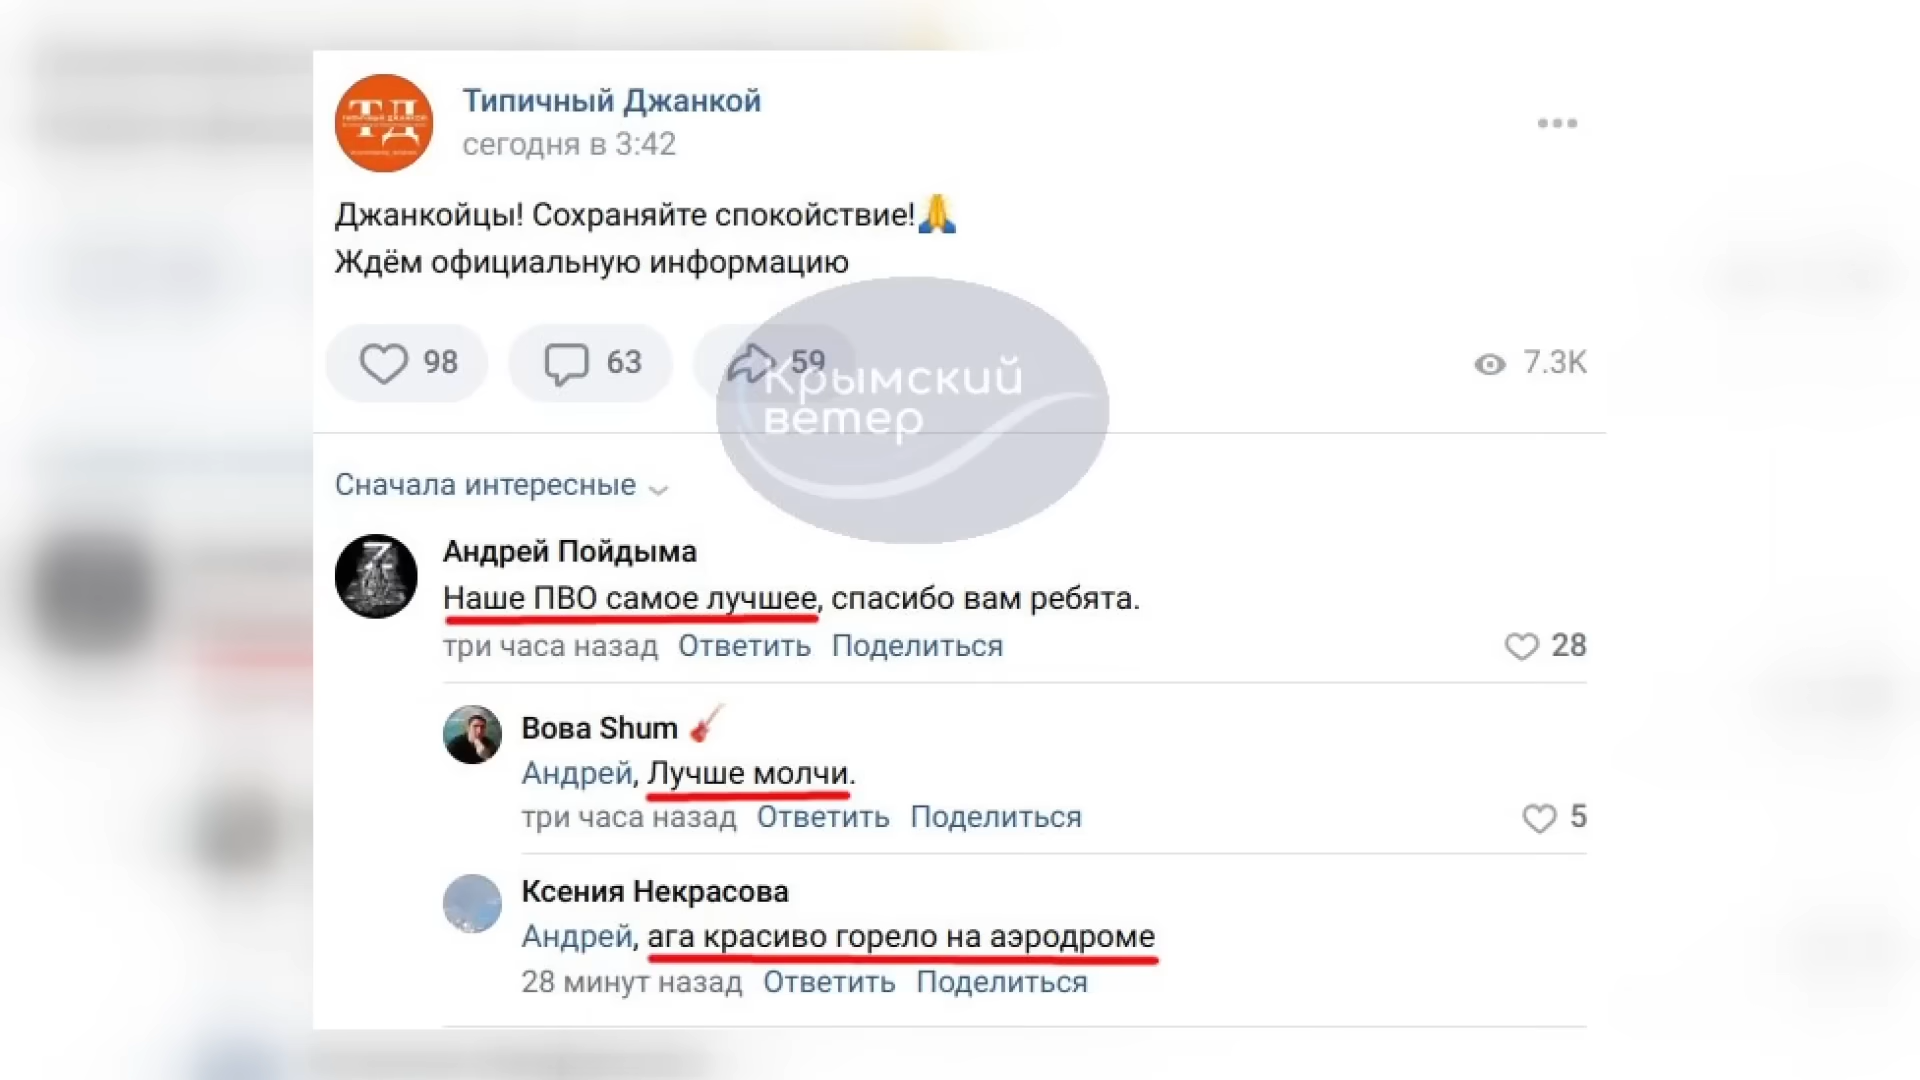 ТД
ТИПИЧНЫЙ ДЖАНКОЙ
Типичный Джанкой
сегодня в 3:42
Джанкойцы! Сохраняйте спокойствие!🙏
Ждём официальную информацию
98 63 59 7.3K
Крымский
ветер
Сначала интересные
Андрей Пойдыма
Наше ПВО самое лучшее, спасибо вам ребята.
три часа назад Ответить Поделиться 28
Вова Shum 🎸
Андрей, Лучше молчи.
три часа назад Ответить Поделиться 5
Ксения Некрасова
Андрей, ага красиво горело на аэродроме
28 минут назад Ответить Поделиться